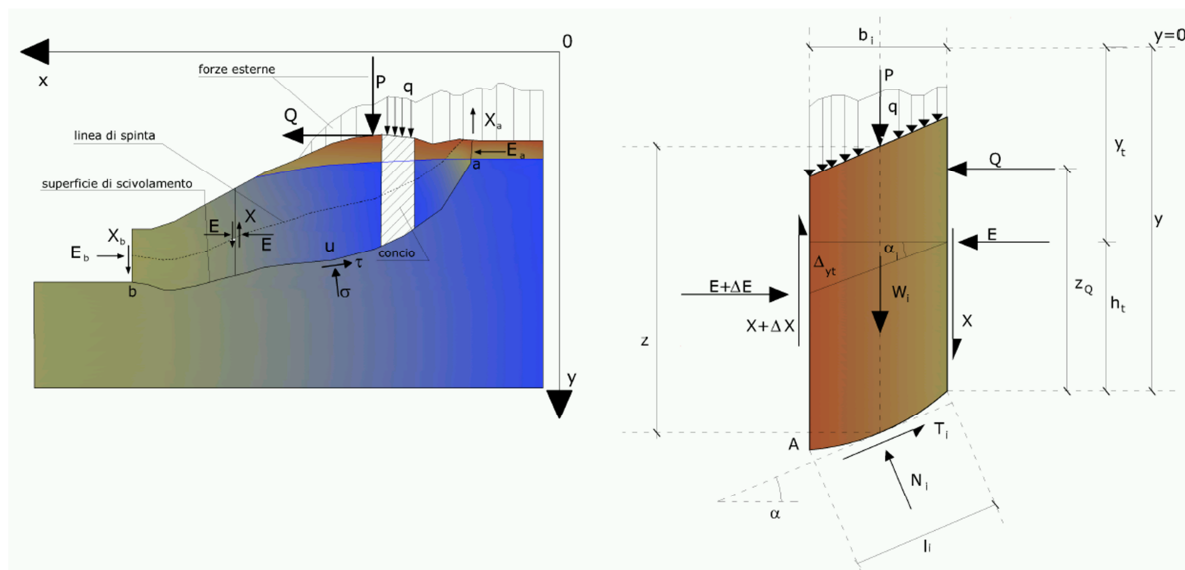 0
x
forze esterne
P
q
Q
Xa
linea di spinta
Ea
a
superficie di scivolamento
X
E
E
Xb
Eb
u
τ
σ
concio
b
y
bi
y=0
P
q
yt
Q
y
E
αi
Δyt
zQ
E+ΔE
Wi
ht
X+ΔX
X
z
A
Ti
Ni
α
li